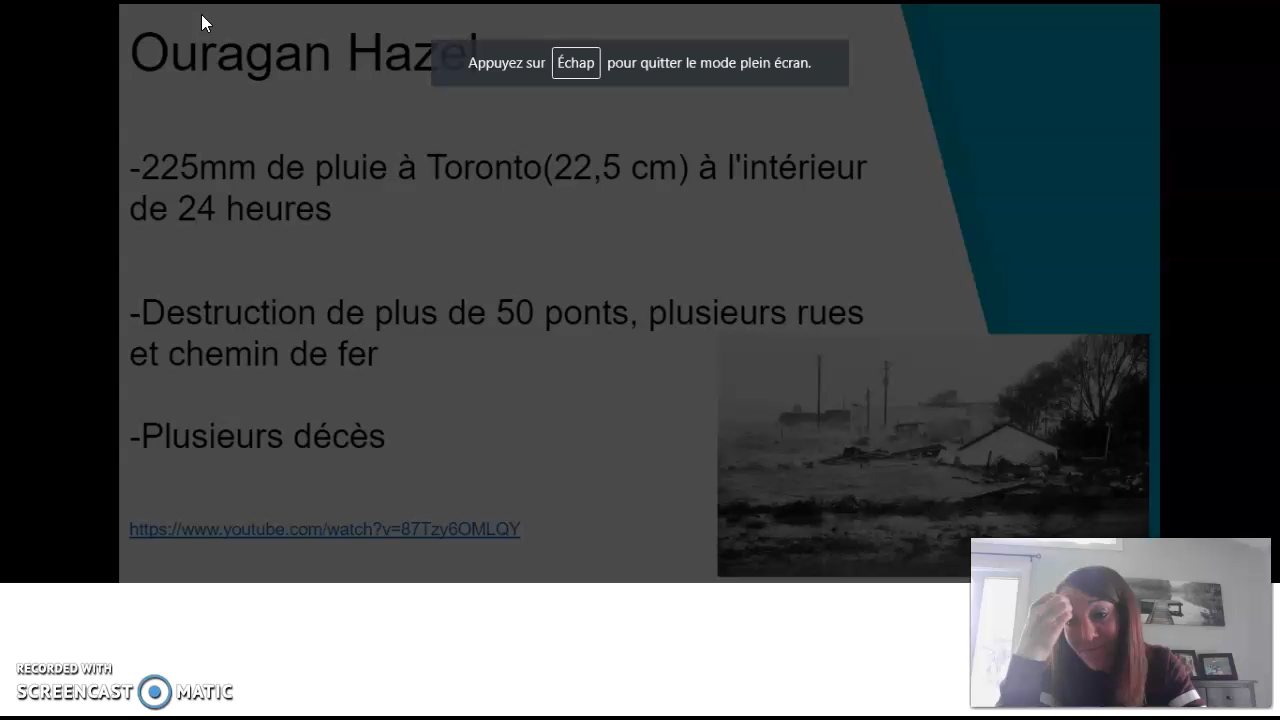 Ouragan Hazel
Appuyez sur Échap pour quitter le mode plein écran.
-225mm de pluie à Toronto(22,5 cm) à l'intérieur
de 24 heures
-Destruction de plus de 50 ponts, plusieurs rues
et chemin de fer
-Plusieurs décès
https://www.youtube.com/watch?v=87Tzy6OMLQY
RECORDED WITH
SCREENCAST MATIC